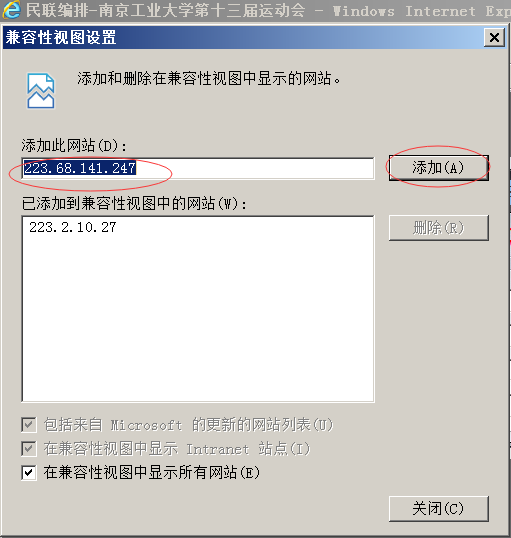 民联编排-南京工业大学第十三届运动会 - Windows Internet Exp
兼容性视图设置
添加和删除在兼容性视图中显示的网站。
添加此网站(D):
223.68.141.247
添加(A)
已添加到兼容性视图中的网站(W):
223.2.10.27
删除(R)
包括来自 Microsoft 的更新的网站列表(U)
在兼容性视图中显示 Intranet 站点(I)
在兼容性视图中显示所有网站(E)
关闭(C)